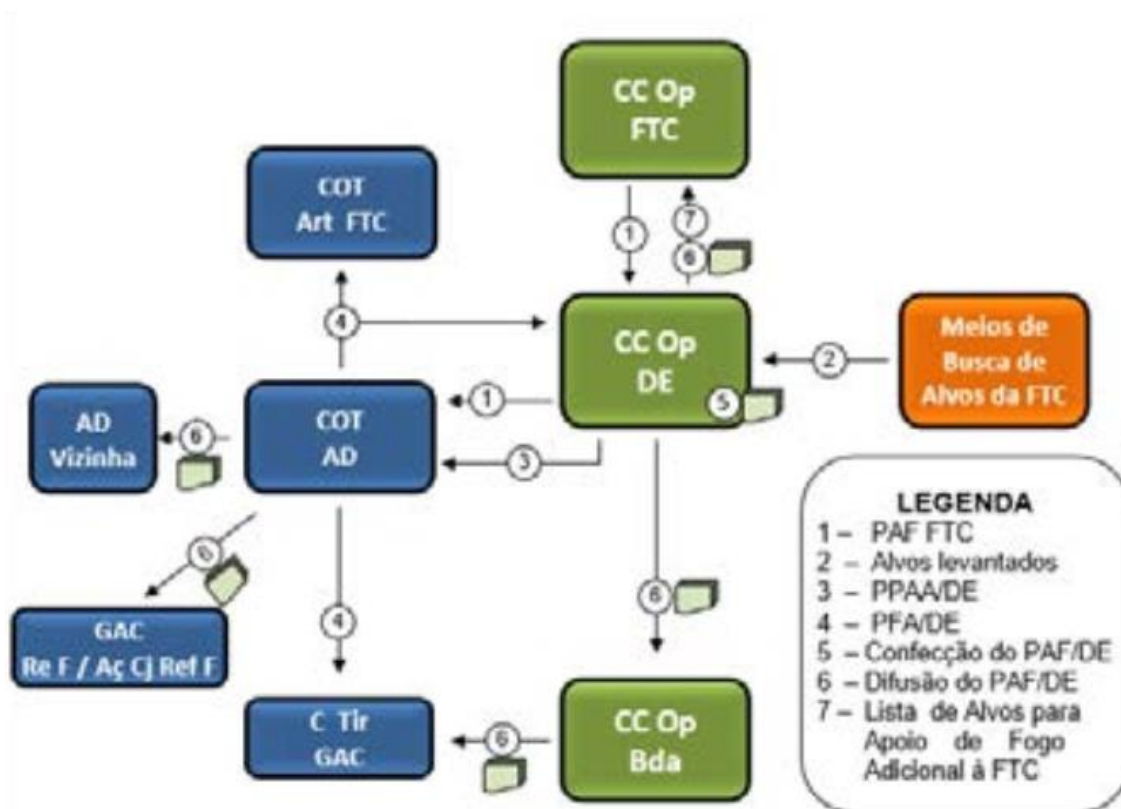 CC Op
FTC
COT
Art FTC
1
7
6
4
CC Op
DE
5
2
Meios de
Busca de
Alvos da FTC
AD
Vizinha
6
COT
AD
1
3
6
GAC
Re F / Aç Cj Ref F
4
6
C Tir
GAC
6
CC Op
Bda
LEGENDA
1 – PAF FTC
2 – Alvos levantados
3 – PPAA/DE
4 – PFA/DE
5 – Confecção do PAF/DE
6 – Difusão do PAF/DE
7 – Lista de Alvos para
Apoio de Fogo
Adicional à FTC